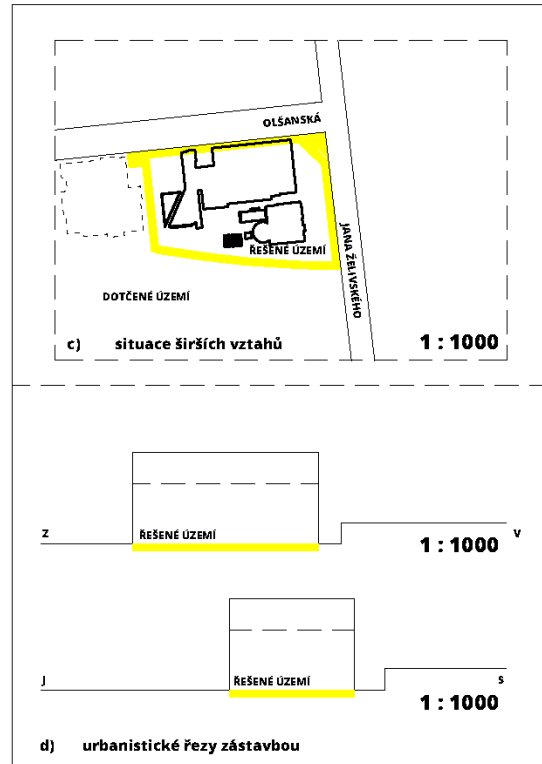 OLŠANSKÁ
JANA ŽELIVSKÉHO
ŘEŠENÉ ÚZEMÍ
DOTČENÉ ÚZEMÍ
c) situace širších vztahů 1 : 1000
ŘEŠENÉ ÚZEMÍ
Z V
1 : 1000
J ŘEŠENÉ ÚZEMÍ S
1 : 1000
d) urbanistické řezy zástavbou